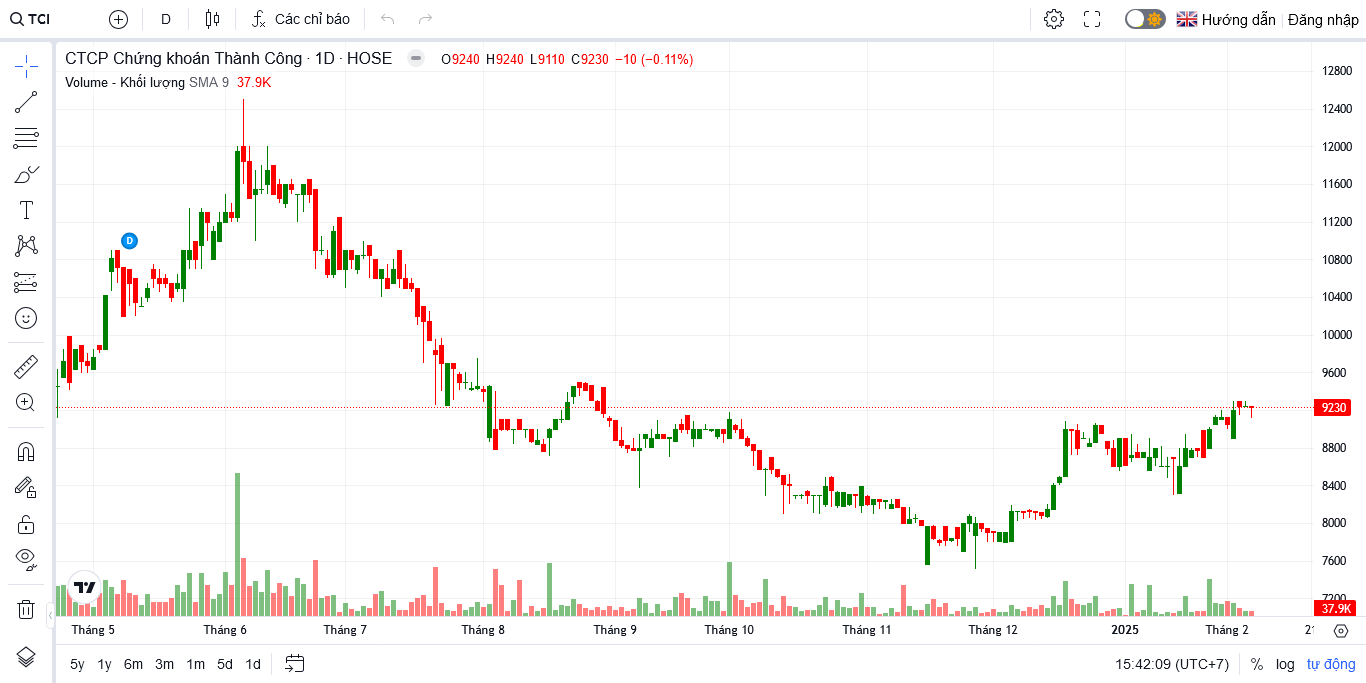 TCI D Các chỉ báo Hướng dẫn Đăng nhập
CTCP Chứng khoán Thành Công · 1D · HOSE O9240 H9240 L9110 C9230 −10 (−0.11%)
Volume - Khối lượng SMA 9 37.9K
D
12800
12400
12000
11600
11200
10800
10400
10000
9600
9230
8800
8400
8000
7600
7200
37.9K
Tháng 5 Tháng 6 Tháng 7 Tháng 8 Tháng 9 Tháng 10 Tháng 11 Tháng 12 2025 Tháng 2 21
5y 1y 6m 3m 1m 5d 1d 15:42:09 (UTC+7) % log tự động